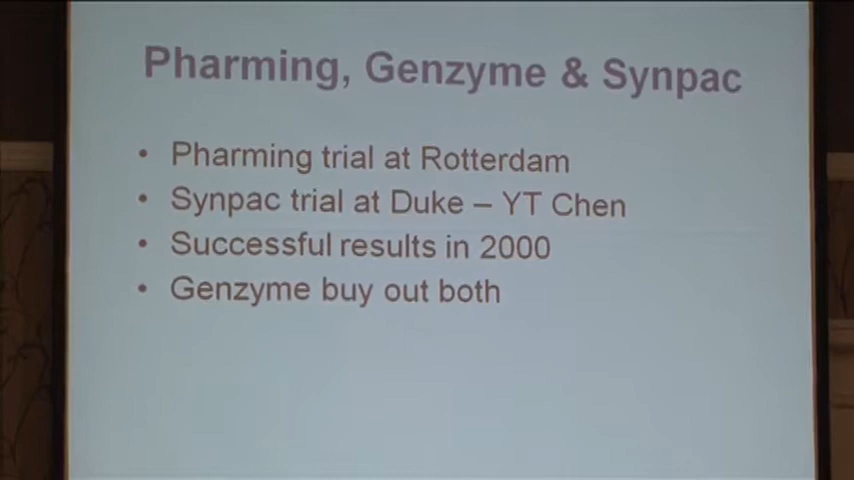 Pharming, Genzyme & Synpac
• Pharming trial at Rotterdam
• Synpac trial at Duke – YT Chen
• Successful results in 2000
• Genzyme buy out both